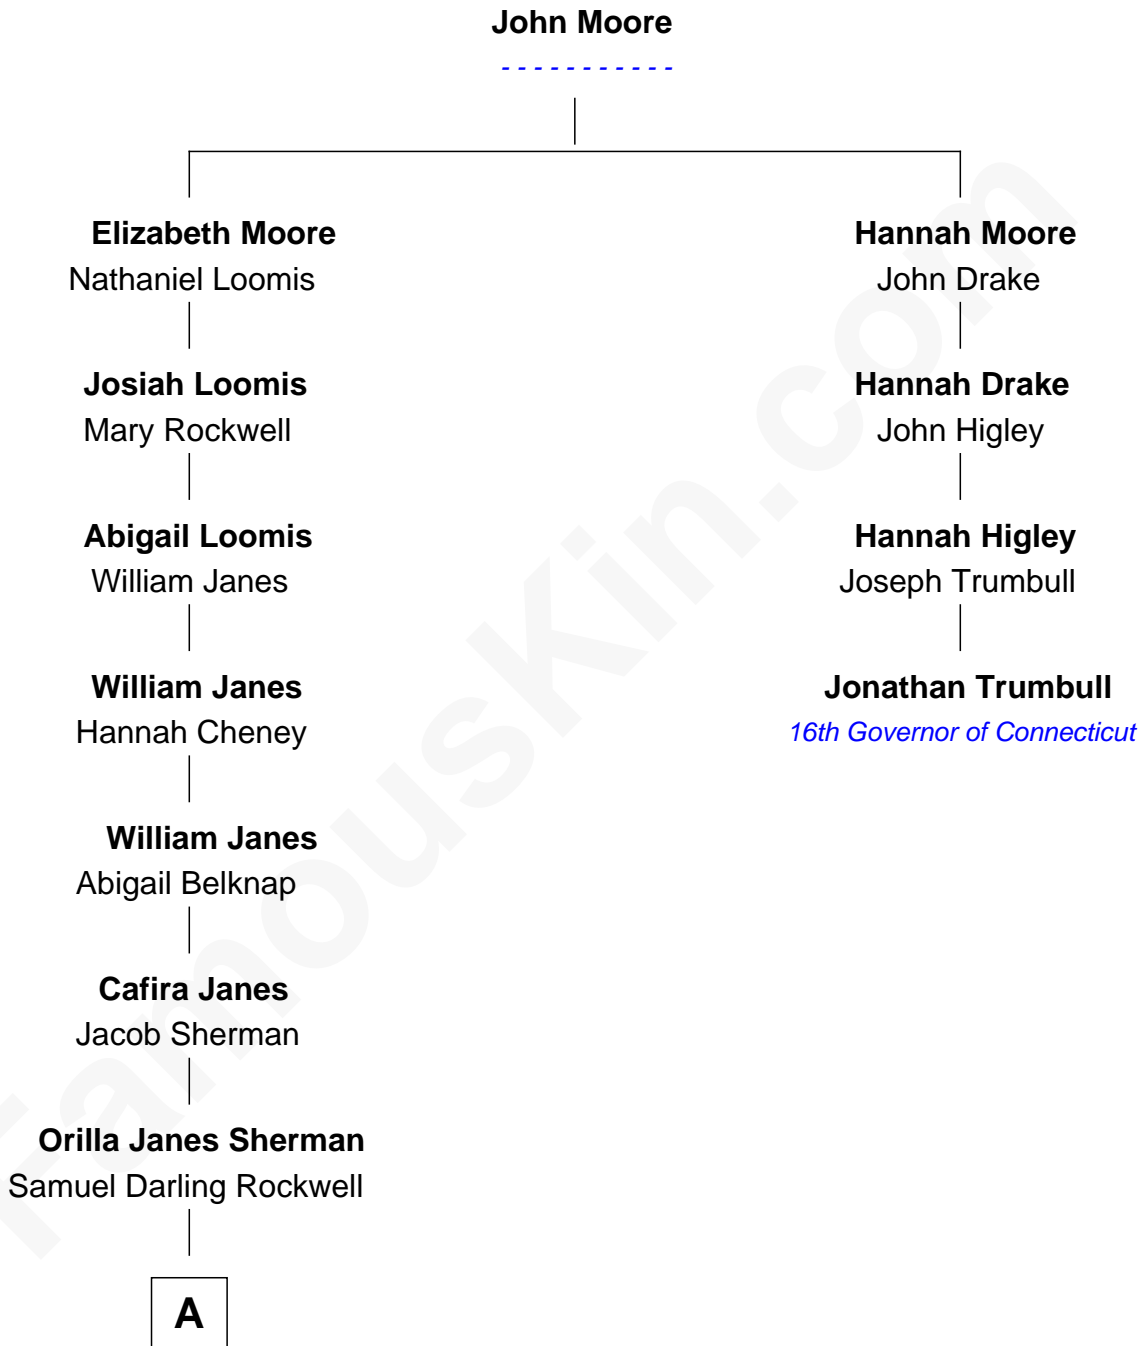 John Moore
- - - - - - - - - - -
Elizabeth Moore
Nathaniel Loomis
Hannah Moore
John Drake
Josiah Loomis
Mary Rockwell
Hannah Drake
John Higley
Abigail Loomis
William Janes
Hannah Higley
Joseph Trumbull
William Janes
Hannah Cheney
Jonathan Trumbull
16th Governor of Connecticut
William Janes
Abigail Belknap
Cafira Janes
Jacob Sherman
Orilla Janes Sherman
Samuel Darling Rockwell
A
FamousKin.com